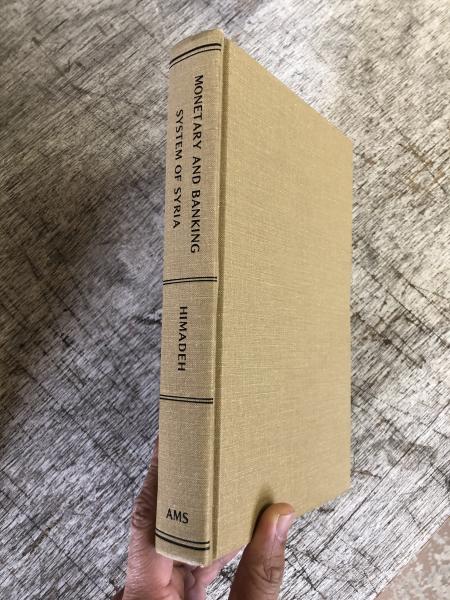 MONETARY AND BANKING
SYSTEM OF SYRIA
HIMADEH
AMS